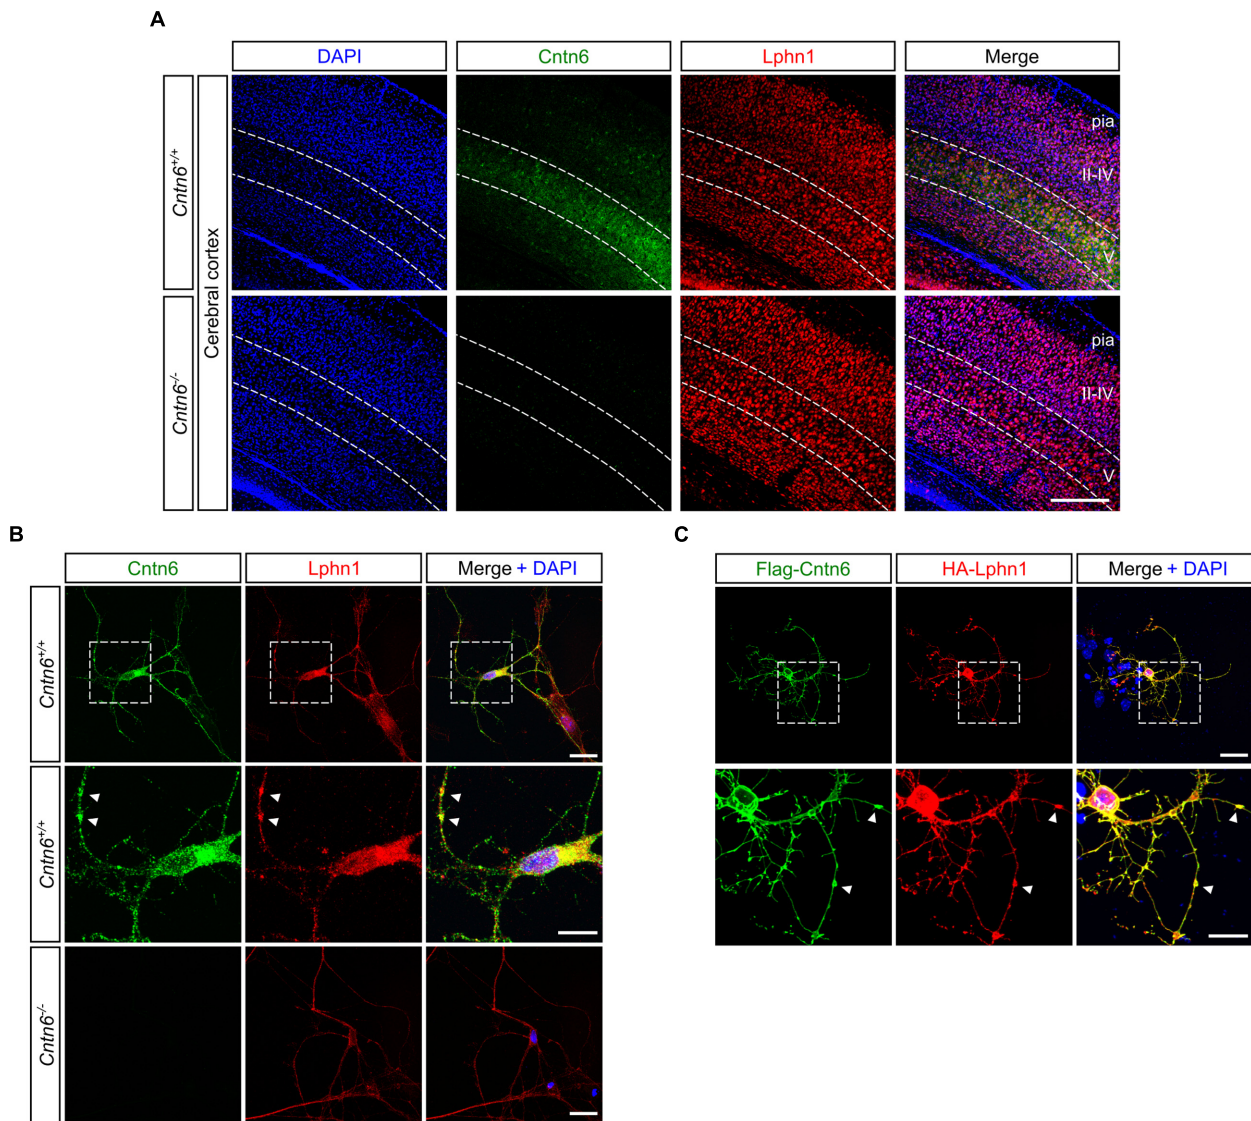 A
DAPI
Cntn6
Lphn1
Merge
Cntn6+/+
Cerebral cortex
pia
II-IV
V
Cntn6-/-
pia
II-IV
V
B
Cntn6
Lphn1
Merge + DAPI
Cntn6+/+
Cntn6+/+
Cntn6-/-
C
Flag-Cntn6
HA-Lphn1
Merge + DAPI